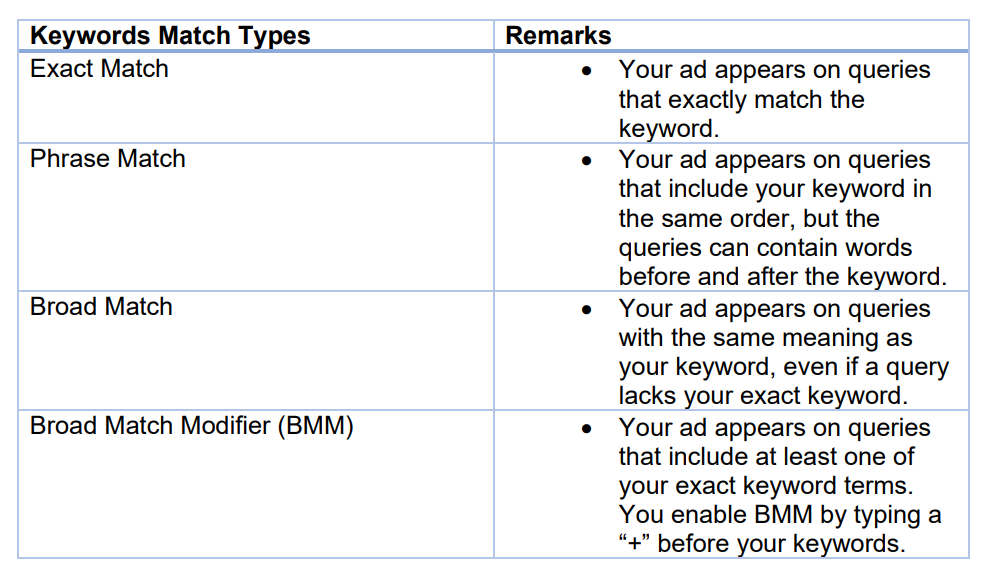 Keywords Match Types
Remarks
Exact Match
• Your ad appears on queries
that exactly match the
keyword.
Phrase Match
• Your ad appears on queries
that include your keyword in
the same order, but the
queries can contain words
before and after the keyword.
Broad Match
• Your ad appears on queries
with the same meaning as
your keyword, even if a query
lacks your exact keyword.
Broad Match Modifier (BMM)
• Your ad appears on queries
that include at least one of
your exact keyword terms.
You enable BMM by typing a
“+” before your keywords.